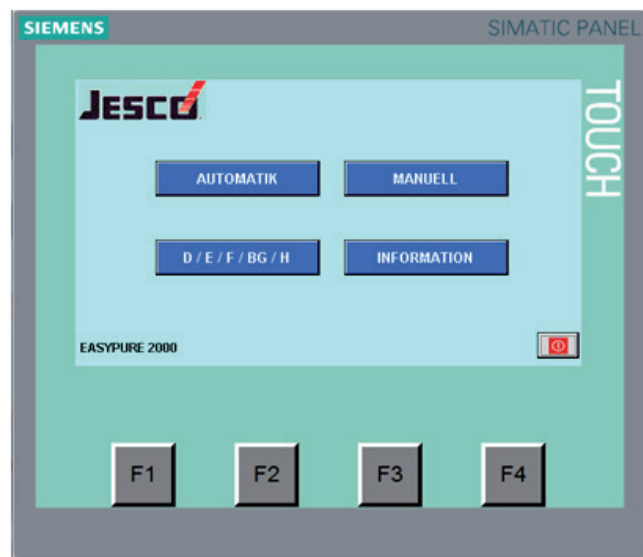 SIEMENS
SIMATIC PANEL
TOUCH
JESCO
AUTOMATIK
MANUELL
D / E / F / BG / H
INFORMATION
EASYPURE 2000
F1
F2
F3
F4